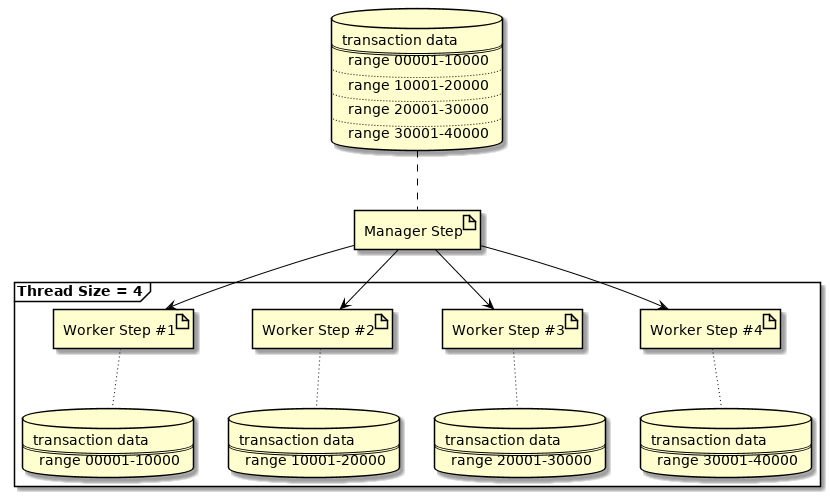 transaction data
range 00001-10000
range 10001-20000
range 20001-30000
range 30001-40000
Manager Step
Thread Size = 4
Worker Step #1
Worker Step #2
Worker Step #3
Worker Step #4
transaction data
range 00001-10000
transaction data
range 10001-20000
transaction data
range 20001-30000
transaction data
range 30001-40000